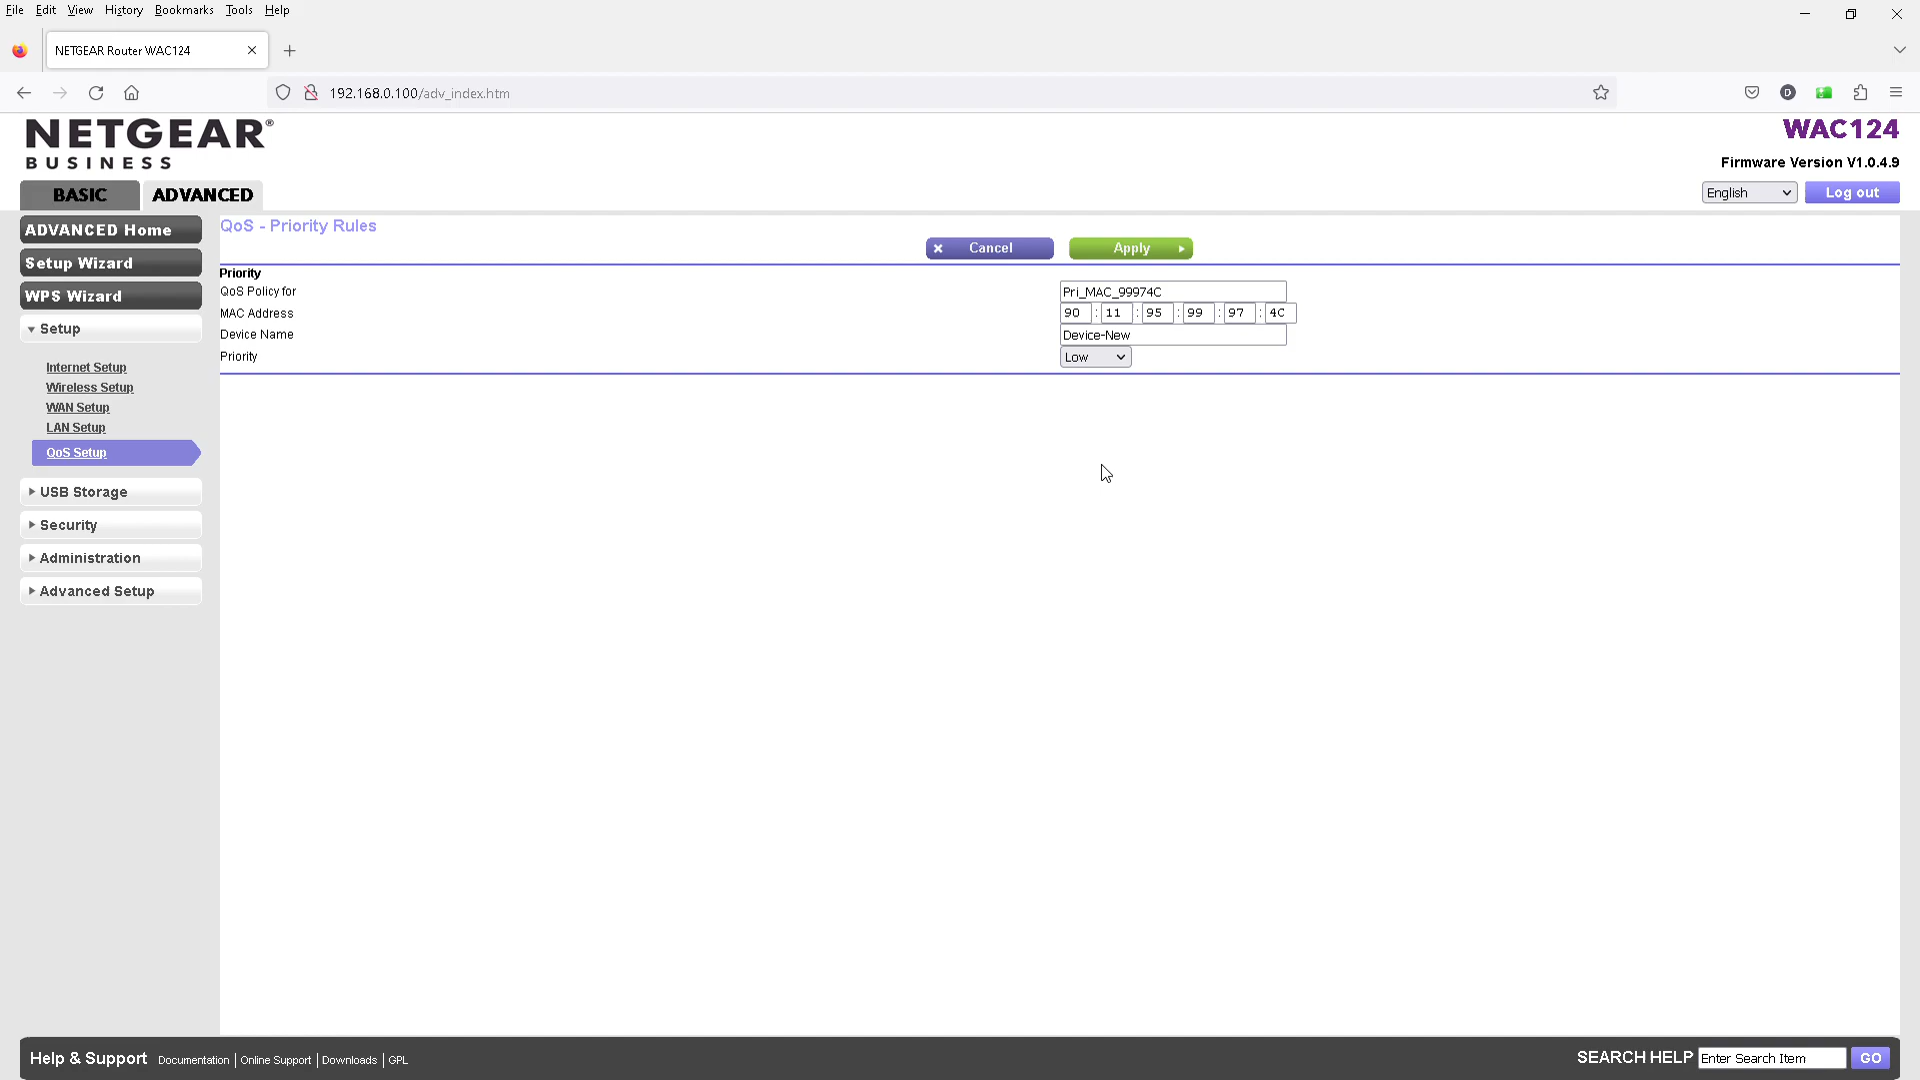 File Edit View History Bookmarks Tools Help
NETGEAR Router WAC124
192.168.0.100/adv_index.htm
D
NETGEAR®
BUSINESS
WAC124
Firmware Version V1.0.4.9
BASIC
ADVANCED
English
Log out
ADVANCED Home
Setup Wizard
WPS Wizard
Setup
Internet Setup
Wireless Setup
WAN Setup
LAN Setup
QoS Setup
USB Storage
Security
Administration
Advanced Setup
QoS - Priority Rules
Cancel
Apply
Priority
QoS Policy for Pri_MAC_99974C
MAC Address 90 : 11 : 95 : 99 : 97 : 4C
Device Name Device-New
Priority Low
Help & Support Documentation | Online Support | Downloads | GPL
SEARCH HELP Enter Search Item GO